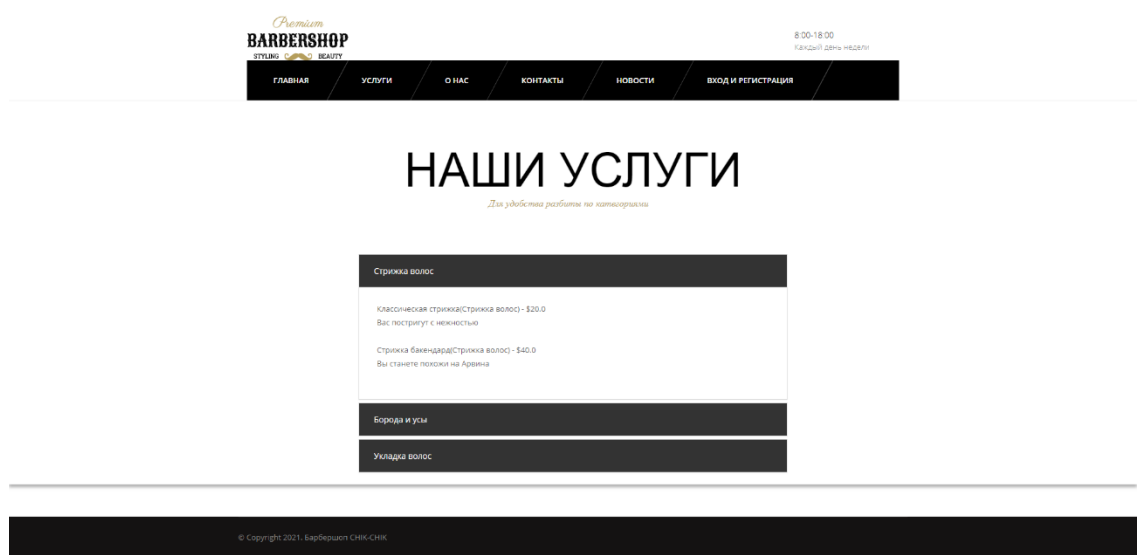 Premium
BARBERSHOP
STYLING BEAUTY
8:00-18:00
Каждый день недели
ГЛАВНАЯ УСЛУГИ О НАС КОНТАКТЫ НОВОСТИ ВХОД И РЕГИСТРАЦИЯ
НАШИ УСЛУГИ
Для удобства разбиты по категориями
Стрижка волос
Классическая стрижка(Стрижка волос) - $20.0
Вас постригут с нежностью
Стрижка бакендард(Стрижка волос) - $40.0
Вы станете похожи на Арвина
Борода и усы
Укладка волос
© Copyright 2021. Барбершоп CHIK-CHIK